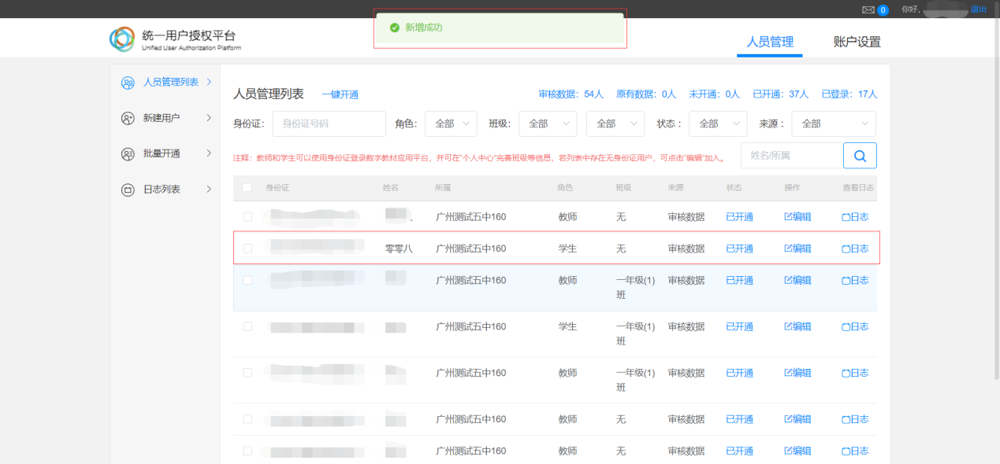 0 你好, 退出
新增成功
统一用户授权平台
Unified User Authorization Platform
人员管理 账户设置
人员管理列表
新建用户
批量开通
日志列表
人员管理列表 一键开通 审核数据：54人 原有数据：0人 未开通：0人 已开通：37人 已登录：17人
身份证： 身份证号码 角色： 全部 班级： 全部 全部 状态： 全部 来源： 全部
注释：教师和学生可以使用身份证登录数字教材应用平台，并可在"个人中心"完善班级等信息，若列表中存在无身份证用户，可点击"编辑"加入。 姓名/所属
身份证 姓名 所属 角色 班级 来源 状态 操作 查看日志
广州测试五中160 教师 无 审核数据 已开通 编辑 日志
零零八 广州测试五中160 学生 无 审核数据 已开通 编辑 日志
广州测试五中160 教师 一年级(1) 审核数据 已开通 编辑 日志
班
广州测试五中160 学生 一年级(1) 审核数据 已开通 编辑 日志
班
广州测试五中160 教师 一年级(1) 审核数据 已开通 编辑 日志
班
广州测试五中160 教师 无 审核数据 已开通 编辑 日志
广州测试五中160 教师 无 审核数据 已开通 编辑 日志